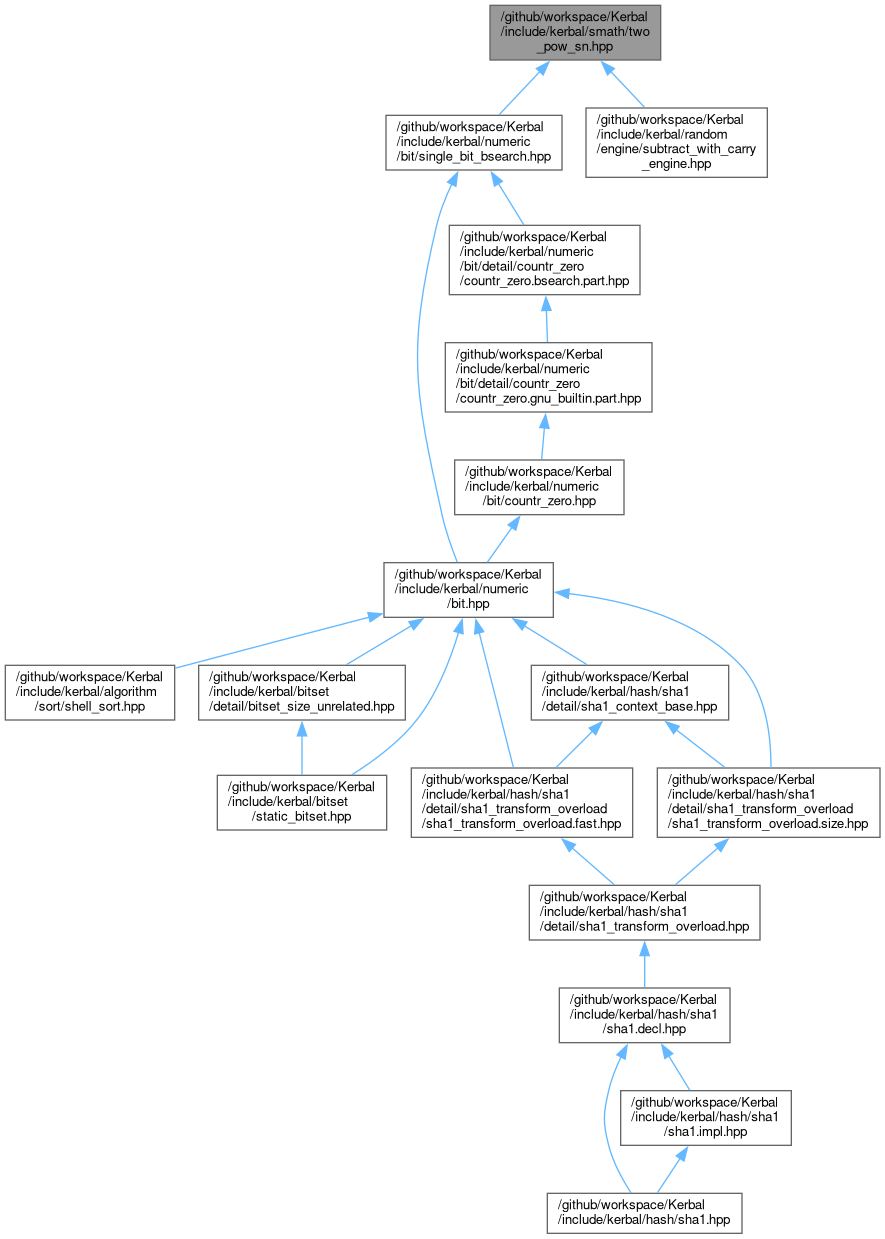 /github/workspace/Kerbal
/include/kerbal/smath/two
_pow_sn.hpp
/github/workspace/Kerbal
/include/kerbal/numeric
/bit/single_bit_bsearch.hpp
/github/workspace/Kerbal
/include/kerbal/random
/engine/subtract_with_carry
_engine.hpp
/github/workspace/Kerbal
/include/kerbal/numeric
/bit/detail/countr_zero
/countr_zero.bsearch.part.hpp
/github/workspace/Kerbal
/include/kerbal/numeric
/bit/detail/countr_zero
/countr_zero.gnu_builtin.part.hpp
/github/workspace/Kerbal
/include/kerbal/numeric
/bit/countr_zero.hpp
/github/workspace/Kerbal
/include/kerbal/numeric
/bit.hpp
/github/workspace/Kerbal
/include/kerbal/algorithm
/sort/shell_sort.hpp
/github/workspace/Kerbal
/include/kerbal/bitset
/detail/bitset_size_unrelated.hpp
/github/workspace/Kerbal
/include/kerbal/hash/sha1
/detail/sha1_context_base.hpp
/github/workspace/Kerbal
/include/kerbal/bitset
/static_bitset.hpp
/github/workspace/Kerbal
/include/kerbal/hash/sha1
/detail/sha1_transform_overload
/sha1_transform_overload.fast.hpp
/github/workspace/Kerbal
/include/kerbal/hash/sha1
/detail/sha1_transform_overload
/sha1_transform_overload.size.hpp
/github/workspace/Kerbal
/include/kerbal/hash/sha1
/detail/sha1_transform_overload.hpp
/github/workspace/Kerbal
/include/kerbal/hash/sha1
/sha1.decl.hpp
/github/workspace/Kerbal
/include/kerbal/hash/sha1
/sha1.impl.hpp
/github/workspace/Kerbal
/include/kerbal/hash/sha1.hpp